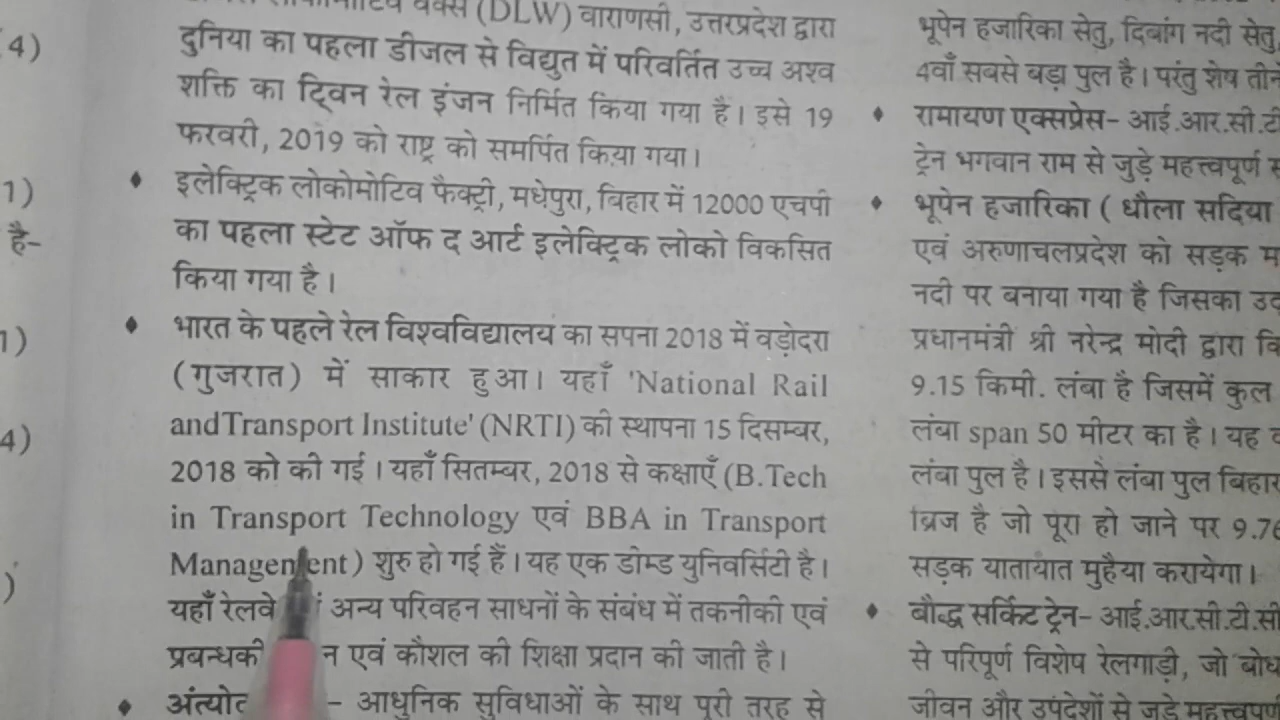 4)
1)
है-
1)
4)
)
वर्क्स (DLW) वाराणसी, उत्तरप्रदेश द्वारा
दुनिया का पहला डीजल से विद्युत में परिवर्तित उच्च अश्व
शक्ति का ट्विन रेल इंजन निर्मित किया गया है। इसे 19
फरवरी, 2019 को राष्ट्र को समर्पित किया गया।
♦ इलेक्ट्रिक लोकोमोटिव फैक्ट्री, मधेपुरा, बिहार में 12000 एचपी
का पहला स्टेट ऑफ द आर्ट इलेक्ट्रिक लोको विकसित
किया गया है।
♦ भारत के पहले रेल विश्वविद्यालय का सपना 2018 में वड़ोदरा
(गुजरात) में साकार हुआ। यहाँ 'National Rail
and Transport Institute' (NRTI) की स्थापना 15 दिसम्बर,
2018 को की गई। यहाँ सितम्बर, 2018 से कक्षाएँ (B.Tech
in Transport Technology एवं BBA in Transport
Management) शुरु हो गई हैं। यह एक डोम्ड युनिवर्सिटी है।
यहाँ रेलवे अन्य परिवहन साधनों के संबंध में तकनीकी एवं
प्रबन्धकी न एवं कौशल की शिक्षा प्रदान की जाती है।
♦ अंत्यो – आधुनिक सुविधाओं के साथ पूरी तरह से
भूपेन हजारिका सेतु, दिबांग नदी सेतु,
4वाँ सबसे बड़ा पुल है। परंतु शेष तीन
♦ रामायण एक्सप्रेस- आई.आर.सी.टी
ट्रेन भगवान राम से जुड़े महत्त्वपूर्ण
♦ भूपेन हजारिका ( धौला सदिया
एवं अरुणाचलप्रदेश को सड़क म
नदी पर बनाया गया है जिसका उद
प्रधानमंत्री श्री नरेन्द्र मोदी द्वारा कि
9.15 किमी. लंबा है जिसमें कुल
लंबा span 50 मीटर का है। यह
लंबा पुल है। इससे लंबा पुल बिहार
ब्रिज है जो पूरा हो जाने पर 9.76
सड़क यातायात मुहैया करायेगा।
♦ बौद्ध सर्किट ट्रेन- आई.आर.सी.टी.सी
से परिपूर्ण विशेष रेलगाड़ी, जो बोध
जीवन और उपदेशों से जुड़े महत्त्वपूर्ण